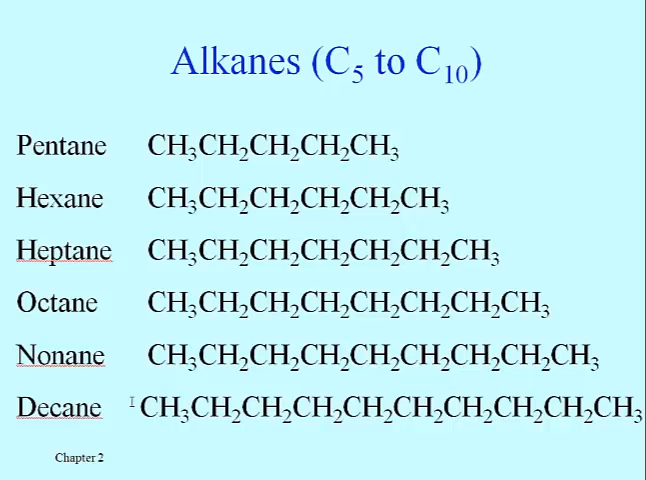 Alkanes (C₅ to C₁₀)
Pentane CH₃CH₂CH₂CH₂CH₃
Hexane CH₃CH₂CH₂CH₂CH₂CH₃
Heptane CH₃CH₂CH₂CH₂CH₂CH₂CH₃
Octane CH₃CH₂CH₂CH₂CH₂CH₂CH₂CH₃
Nonane CH₃CH₂CH₂CH₂CH₂CH₂CH₂CH₂CH₃
Decane CH₃CH₂CH₂CH₂CH₂CH₂CH₂CH₂CH₂CH₃
Chapter 2